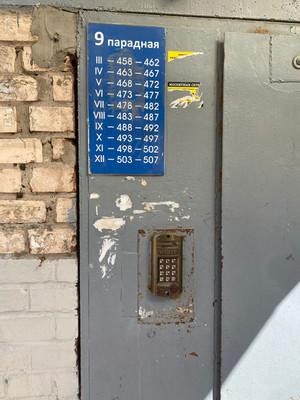 9 парадная
III — 458 — 462
IV — 463 — 467
V — 468 — 472
VI — 473 — 477
VII — 478 — 482
VIII — 483 — 487
IX — 488 — 492
X — 493 — 497
XI — 498 — 502
XII — 503 — 507